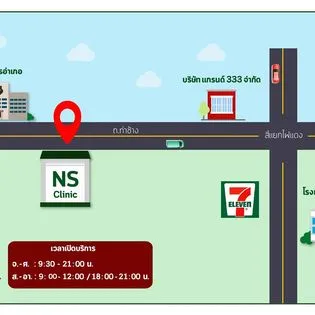 รอำเภอ
บริษัท แกรนด์ 333 จำกัด
ถ.ท่าช้าง
สี่แยกไฟแดง
NS
Clinic
7
ELEVEN
โรง
เวลาเปิดบริการ
จ.-ศ. : 9:30 - 21:00 น.
ส.-อา. : 9:00 - 12:00 / 18:00 - 21:00 น.